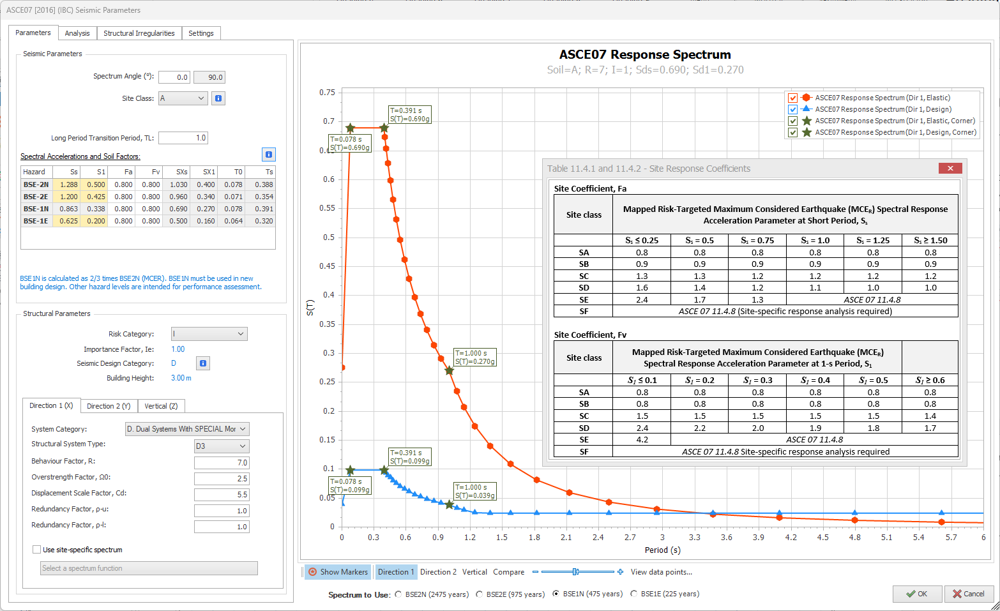 ASCE07 [2016] (IBC) Seismic Parameters
Parameters
Analysis
Structural Irregularities
Settings
Seismic Parameters
Spectrum Angle (º): 0.0 90.0
Site Class: A
Long Period Transition Period, TL: 1.0
Spectral Accelerations and Soil Factors:
Hazard Ss S1 Fa Fv SXs SX1 T0 Ts
BSE-2N 1.288 0.500 0.800 0.800 1.030 0.400 0.078 0.388
BSE-2E 1.200 0.425 0.800 0.800 0.960 0.340 0.071 0.354
BSE-1N 0.863 0.338 0.800 0.800 0.690 0.270 0.078 0.391
BSE-1E 0.625 0.200 0.800 0.800 0.500 0.160 0.064 0.320
BSE1N is calculated as 2/3 times BSE2N (MCER). BSE1N must be used in new
building design. Other hazard levels are intended for performance assessment.
Structural Parameters
Risk Category: I
Importance Factor, Ie: 1.00
Seismic Design Category: D
Building Height: 3.00 m
Direction 1 (X)
Direction 2 (Y)
Vertical (Z)
System Category: D. Dual Systems With SPECIAL Mor
Structural System Type: D3
Behaviour Factor, R: 7.0
Overstrength Factor, Ω0: 2.5
Displacement Scale Factor, Cd: 5.5
Redundancy Factor, ρ-u: 1.0
Redundancy Factor, ρ-l: 1.0
Use site-specific spectrum
Select a spectrum function
ASCE07 Response Spectrum
Soil=A; R=7; I=1; Sds=0.690; Sd1=0.270
S(T)
0.75
0.7
0.65
0.6
0.55
0.5
0.45
0.4
0.35
0.3
0.25
0.2
0.15
0.1
0.05
0
T=0.391 s
S(T)=0.690g
T=0.078 s
S(T)=0.690g
T=1.000 s
S(T)=0.270g
T=0.391 s
S(T)=0.099g
T=0.078 s
S(T)=0.099g
T=1.000 s
S(T)=0.039g
ASCE07 Response Spectrum (Dir 1, Elastic)
ASCE07 Response Spectrum (Dir 1, Design)
ASCE07 Response Spectrum (Dir 1, Elastic, Corner)
ASCE07 Response Spectrum (Dir 1, Design, Corner)
Table 11.4.1 and 11.4.2 - Site Response Coefficients
Site Coefficient, Fa
Site class
Mapped Risk-Targeted Maximum Considered Earthquake (MCER) Spectral Response
Acceleration Parameter at Short Period, Ss
Ss ≤ 0.25 Ss = 0.5 Ss = 0.75 Ss = 1.0 Ss = 1.25 Ss ≥ 1.50
SA 0.8 0.8 0.8 0.8 0.8 0.8
SB 0.9 0.9 0.9 0.9 0.9 0.9
SC 1.3 1.3 1.2 1.2 1.2 1.2
SD 1.6 1.4 1.2 1.1 1.0 1.0
SE 2.4 1.7 1.3 ASCE 07 11.4.8
SF ASCE 07 11.4.8 (Site-specific response analysis required)
Site Coefficient, Fv
Site class
Mapped Risk-Targeted Maximum Considered Earthquake (MCER)
Spectral Response Acceleration Parameter at 1-s Period, S1
S1 ≤ 0.1 S1 = 0.2 S1 = 0.3 S1 = 0.4 S1 = 0.5 S1 ≥ 0.6
SA 0.8 0.8 0.8 0.8 0.8 0.8
SB 0.8 0.8 0.8 0.8 0.8 0.8
SC 1.5 1.5 1.5 1.5 1.5 1.4
SD 2.4 2.2 2.0 1.9 1.8 1.7
SE 4.2 ASCE 07 11.4.8
SF ASCE 07 11.4.8 Site-specific response analysis required
0 0.3 0.6 0.9 1.2 1.5 1.8 2.1 2.4 2.7 3 3.3 3.6 3.9 4.2 4.5 4.8 5.1 5.4 5.7 6
Period (s)
Show Markers Direction 1 Direction 2 Vertical Compare View data points...
Spectrum to Use: BSE2N (2475 years) BSE2E (975 years) BSE1N (475 years) BSE1E (225 years)
OK
Cancel